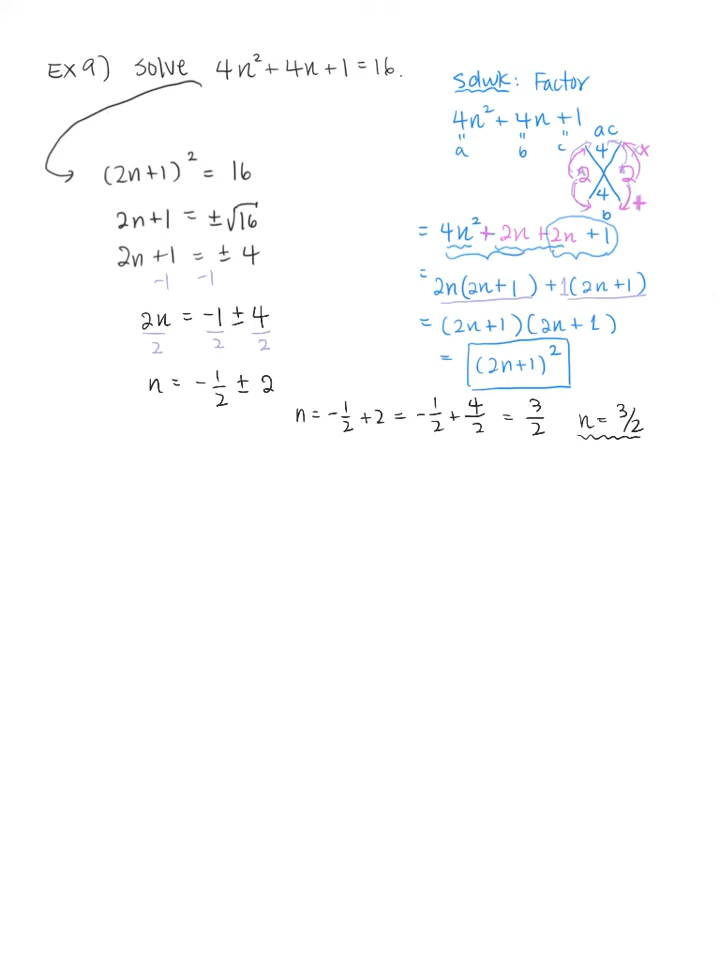 EX 9) Solve 4n² + 4n + 1 = 16.
(2n+1)² = 16
2n+1 = ±√16
2n+1 = ± 4
-1 -1
2n = -1 ± 4
2 2 2
n = -1/2 ± 2
Sdwk: Factor
4n² + 4n + 1
" " "
a b c
ac
4 x
2 2
4 +
b
= 4n² + 2n + 2n + 1
= 2n(2n+1) + 1(2n+1)
= (2n+1)(2n+1)
= (2n+1)²
n = -1/2 + 2 = -1/2 + 4/2 = 3/2 n = 3/2